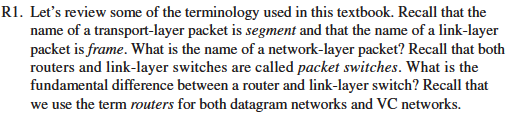 R1. Let's review some of the terminology used in this textbook. Recall that the
name of a transport-layer packet is segment and that the name of a link-layer
packet is frame. What is the name of a network-layer packet? Recall that both
routers and link-layer switches are called packet switches. What is the
fundamental difference between a router and link-layer switch? Recall that
we use the term routers for both datagram networks and VC networks.